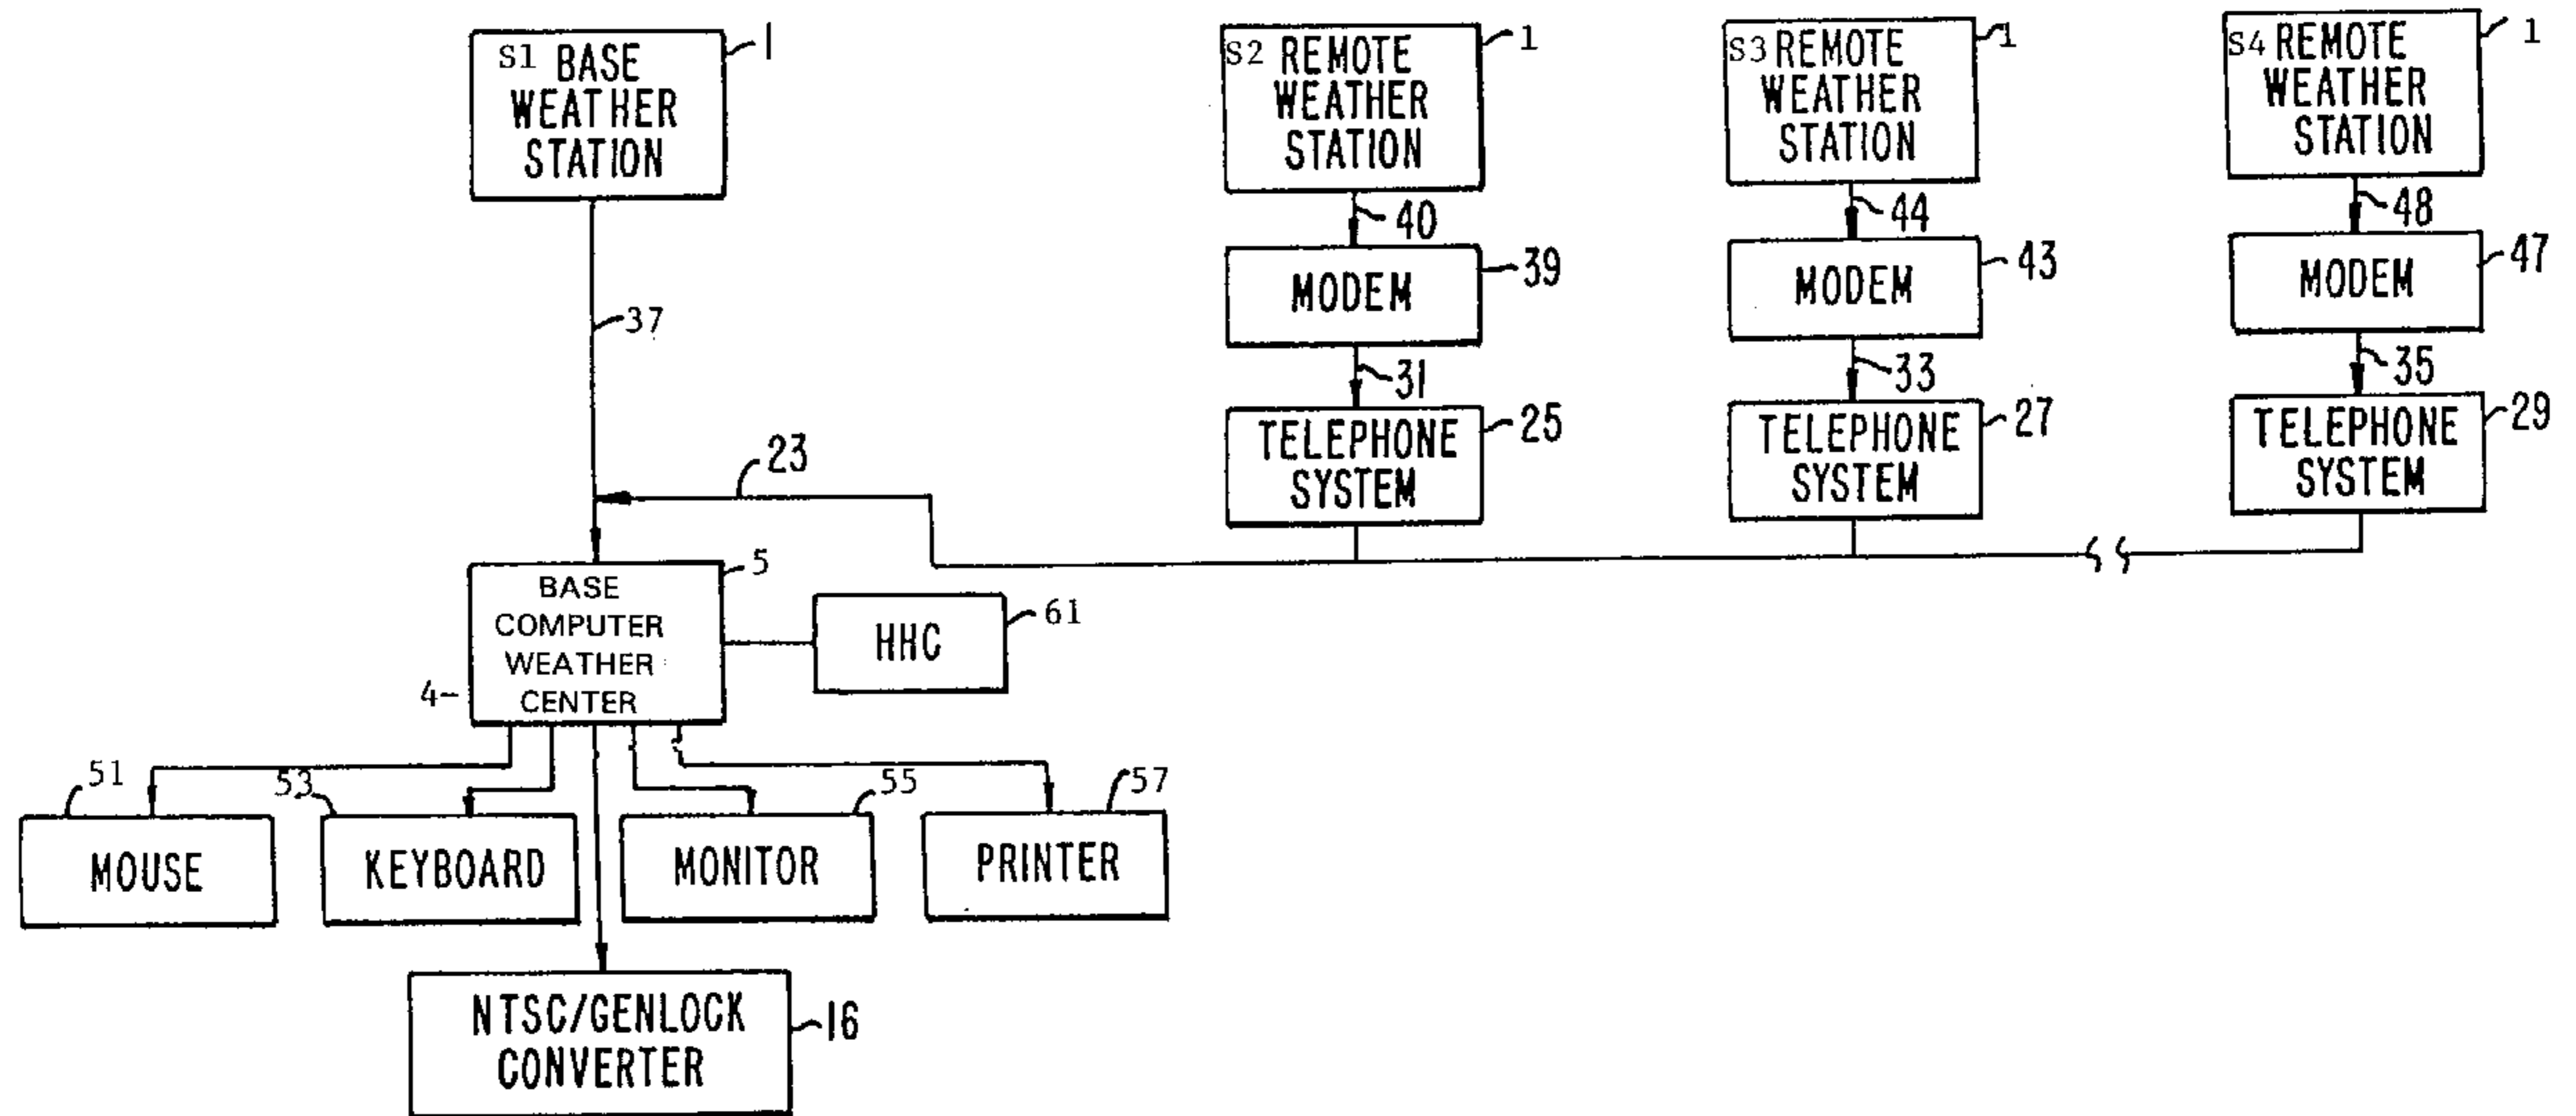 S1 BASE
WEATHER
STATION
1
S2 REMOTE
WEATHER
STATION
1
S3 REMOTE
WEATHER
STATION
1
S4 REMOTE
WEATHER
STATION
1
40
44
48
MODEM
39
MODEM
43
MODEM
47
37
31
33
35
TELEPHONE
SYSTEM
25
TELEPHONE
SYSTEM
27
TELEPHONE
SYSTEM
29
23
BASE
COMPUTER
WEATHER
CENTER
5
4
HHC
61
51
53
55
57
MOUSE
KEYBOARD
MONITOR
PRINTER
NTSC/GENLOCK
CONVERTER
16